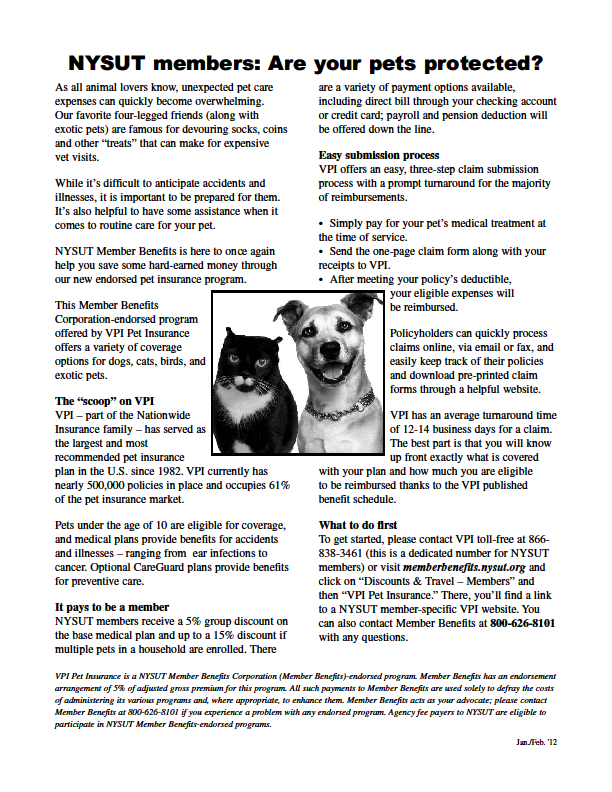 NYSUT members: Are your pets protected?
As all animal lovers know, unexpected pet care
expenses can quickly become overwhelming.
Our favorite four-legged friends (along with
exotic pets) are famous for devouring socks, coins
and other “treats” that can make for expensive
vet visits.
While it’s difficult to anticipate accidents and
illnesses, it is important to be prepared for them.
It’s also helpful to have some assistance when it
comes to routine care for your pet.
NYSUT Member Benefits is here to once again
help you save some hard-earned money through
our new endorsed pet insurance program.
This Member Benefits
Corporation-endorsed program
offered by VPI Pet Insurance
offers a variety of coverage
options for dogs, cats, birds, and
exotic pets.
The “scoop” on VPI
VPI – part of the Nationwide
Insurance family – has served as
the largest and most
recommended pet insurance
plan in the U.S. since 1982. VPI currently has
nearly 500,000 policies in place and occupies 61%
of the pet insurance market.
Pets under the age of 10 are eligible for coverage,
and medical plans provide benefits for accidents
and illnesses – ranging from  ear infections to
cancer. Optional CareGuard plans provide benefits
for preventive care.
It pays to be a member
NYSUT members receive a 5% group discount on
the base medical plan and up to a 15% discount if
multiple pets in a household are enrolled. There
are a variety of payment options available,
including direct bill through your checking account
or credit card; payroll and pension deduction will
be offered down the line.
Easy submission process
VPI offers an easy, three-step claim submission
process with a prompt turnaround for the majority
of reimbursements.
• Simply pay for your pet’s medical treatment at
the time of service.
• Send the one-page claim form along with your
receipts to VPI.
• After meeting your policy’s deductible,
your eligible expenses will
be reimbursed.
Policyholders can quickly process
claims online, via email or fax, and
easily keep track of their policies
and download pre-printed claim
forms through a helpful website.
VPI has an average turnaround time
of 12-14 business days for a claim.
The best part is that you will know
up front exactly what is covered
with your plan and how much you are eligible
to be reimbursed thanks to the VPI published
benefit schedule.
What to do first
To get started, please contact VPI toll-free at 866-
838-3461 (this is a dedicated number for NYSUT
members) or visit memberbenefits.nysut.org and
click on “Discounts & Travel – Members” and
then “VPI Pet Insurance.” There, you’ll find a link
to a NYSUT member-specific VPI website. You
can also contact Member Benefits at 800-626-8101
with any questions.
VPI Pet Insurance is a NYSUT Member Benefits Corporation (Member Benefits)-endorsed program. Member Benefits has an endorsement
arrangement of 5% of adjusted gross premium for this program. All such payments to Member Benefits are used solely to defray the costs
of administering its various programs and, where appropriate, to enhance them. Member Benefits acts as your advocate; please contact
Member Benefits at 800-626-8101 if you experience a problem with any endorsed program. Agency fee payers to NYSUT are eligible to
participate in NYSUT Member Benefits-endorsed programs.
Jan./Feb. ’12